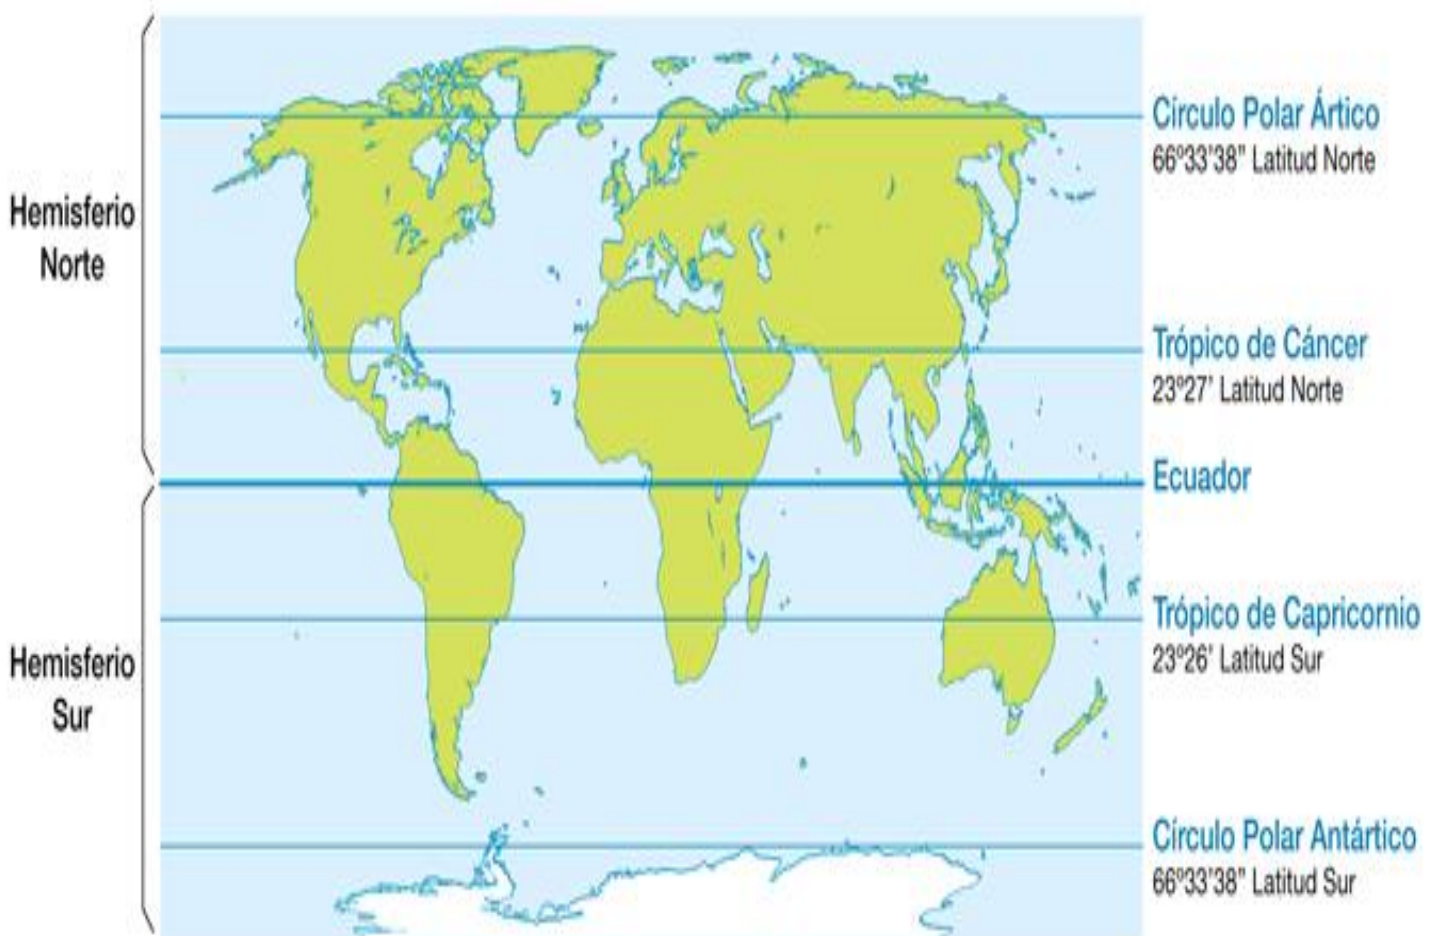 Hemisferio
Norte
Hemisferio
Sur
Círculo Polar Ártico
66º33'38" Latitud Norte
Trópico de Cáncer
23º27' Latitud Norte
Ecuador
Trópico de Capricornio
23º26' Latitud Sur
Círculo Polar Antártico
66º33'38" Latitud Sur